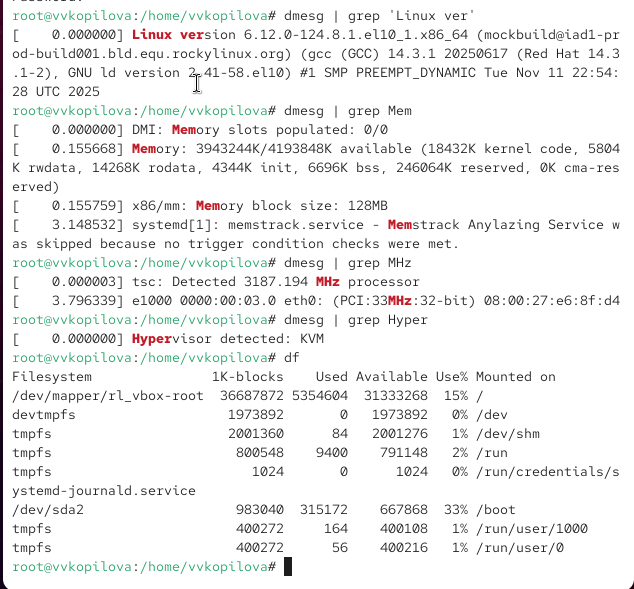 root@vvkopilova:/home/vvkopilova# dmesg | grep 'Linux ver'
[    0.000000] Linux version 6.12.0-124.8.1.el10_1.x86_64 (mockbuild@iad1-pr
od-build001.bld.equ.rockylinux.org) (gcc (GCC) 14.3.1 20250617 (Red Hat 14.3
.1-2), GNU ld version 2.41-58.el10) #1 SMP PREEMPT_DYNAMIC Tue Nov 11 22:54:
28 UTC 2025
root@vvkopilova:/home/vvkopilova# dmesg | grep Mem
[    0.000000] DMI: Memory slots populated: 0/0
[    0.155668] Memory: 3943244K/4193848K available (18432K kernel code, 5804
K rwdata, 14268K rodata, 4344K init, 6696K bss, 246064K reserved, 0K cma-res
erved)
[    0.155759] x86/mm: Memory block size: 128MB
[    3.148532] systemd[1]: memstrack.service - Memstrack Anylazing Service w
as skipped because no trigger condition checks were met.
root@vvkopilova:/home/vvkopilova# dmesg | grep MHz
[    0.000003] tsc: Detected 3187.194 MHz processor
[    3.796339] e1000 0000:00:03.0 eth0: (PCI:33MHz:32-bit) 08:00:27:e6:8f:d4
root@vvkopilova:/home/vvkopilova# dmesg | grep Hyper
[    0.000000] Hypervisor detected: KVM
root@vvkopilova:/home/vvkopilova# df
Filesystem               1K-blocks    Used Available Use% Mounted on
/dev/mapper/rl_vbox-root  36687872 5354604  31333268  15% /
devtmpfs                   1973892       0   1973892   0% /dev
tmpfs                      2001360      84   2001276   1% /dev/shm
tmpfs                       800548    9400    791148   2% /run
tmpfs                         1024       0      1024   0% /run/credentials/s
ystemd-journald.service
/dev/sda2                   983040  315172    667868  33% /boot
tmpfs                       400272     164    400108   1% /run/user/1000
tmpfs                       400272      56    400216   1% /run/user/0
root@vvkopilova:/home/vvkopilova#